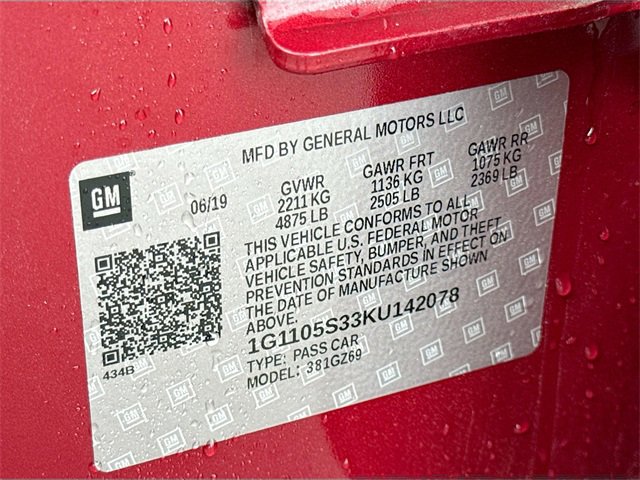 MFD BY GENERAL MOTORS LLC
GM
06/19
GVWR
2211 KG
4875 LB
GAWR FRT
1136 KG
2505 LB
GAWR RR
1075 KG
2369 LB
THIS VEHICLE CONFORMS TO ALL
APPLICABLE U.S. FEDERAL MOTOR
VEHICLE SAFETY, BUMPER, AND THEFT
PREVENTION STANDARDS IN EFFECT ON
THE DATE OF MANUFACTURE SHOWN
ABOVE.
434B
1G1105S33KU142078
TYPE: PASS CAR
MODEL: 381GZ69